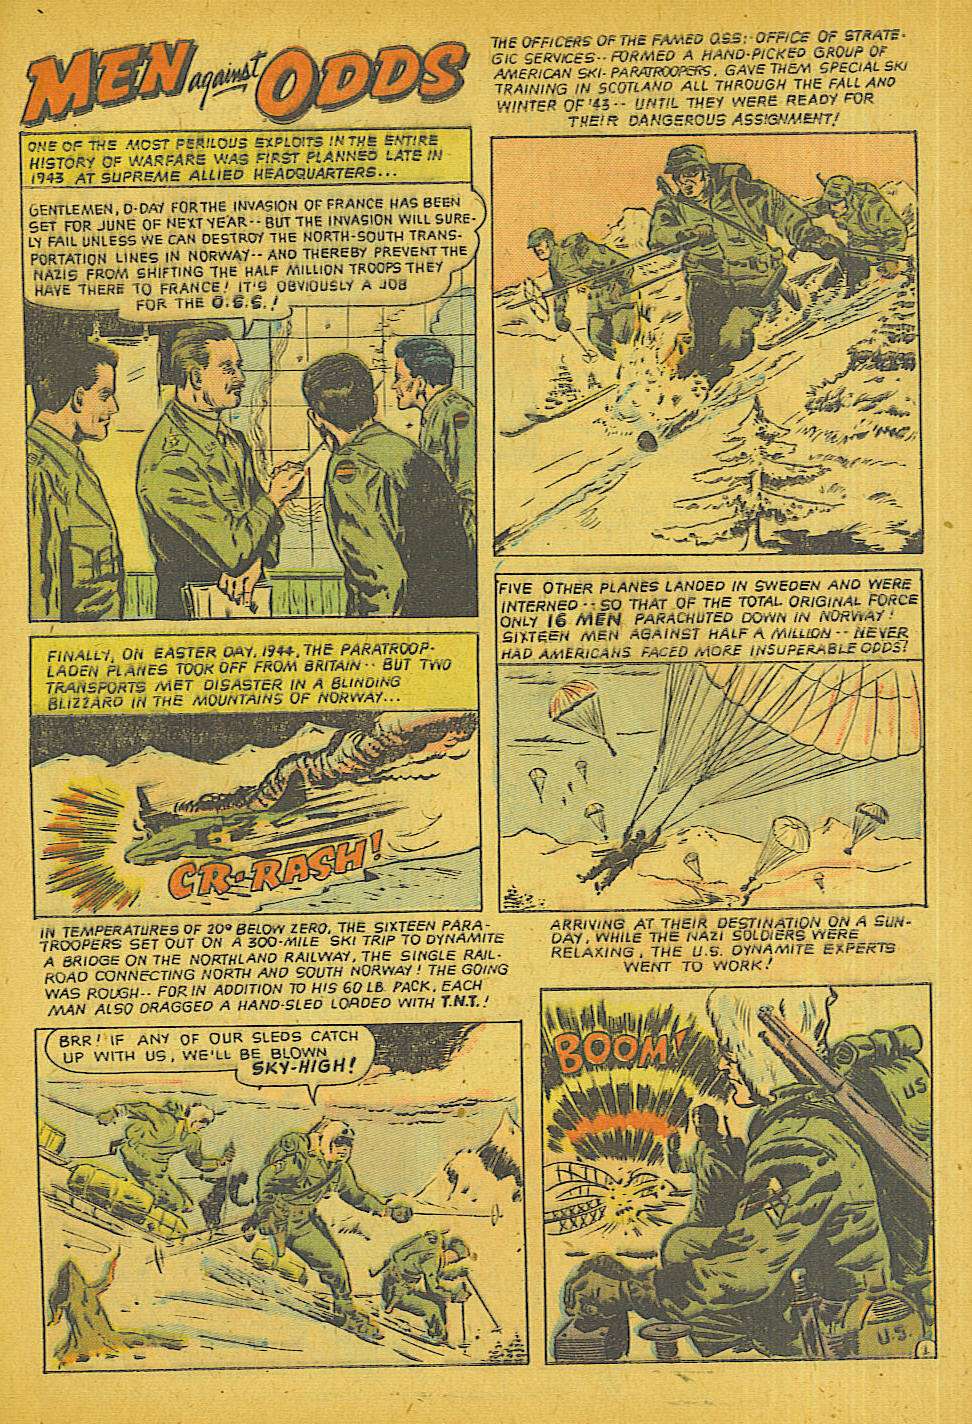 MEN against ODDS
ONE OF THE MOST PERILOUS EXPLOITS IN THE ENTIRE
HISTORY OF WARFARE WAS FIRST PLANNED LATE IN
1943 AT SUPREME ALLIED HEADQUARTERS...
GENTLEMEN, D-DAY FOR THE INVASION OF FRANCE HAS BEEN
SET FOR JUNE OF NEXT YEAR-- BUT THE INVASION WILL SURE-
LY FAIL UNLESS WE CAN DESTROY THE NORTH-SOUTH TRANS-
PORTATION LINES IN NORWAY-- AND THEREBY PREVENT THE
NAZIS FROM SHIFTING THE HALF MILLION TROOPS THEY
HAVE THERE TO FRANCE! IT'S OBVIOUSLY A JOB
FOR THE O.S.S.!
THE OFFICERS OF THE FAMED O.S.S.: OFFICE OF STRATE-
GIC SERVICES-- FORMED A HAND-PICKED GROUP OF
AMERICAN SKI-PARATROOPERS, GAVE THEM SPECIAL SKI
TRAINING IN SCOTLAND ALL THROUGH THE FALL AND
WINTER OF '43-- UNTIL THEY WERE READY FOR
THEIR DANGEROUS ASSIGNMENT!
FINALLY, ON EASTER DAY, 1944, THE PARATROOP-
LADEN PLANES TOOK OFF FROM BRITAIN-- BUT TWO
TRANSPORTS MET DISASTER IN A BLINDING
BLIZZARD IN THE MOUNTAINS OF NORWAY...
CR-RASH!
FIVE OTHER PLANES LANDED IN SWEDEN AND WERE
INTERNED-- SO THAT OF THE TOTAL ORIGINAL FORCE
ONLY 16 MEN PARACHUTED DOWN IN NORWAY!
SIXTEEN MEN AGAINST HALF A MILLION-- NEVER
HAD AMERICANS FACED MORE INSUPERABLE ODDS!
IN TEMPERATURES OF 20° BELOW ZERO, THE SIXTEEN PARA-
TROOPERS SET OUT ON A 300-MILE SKI TRIP TO DYNAMITE
A BRIDGE ON THE NORTHLAND RAILWAY, THE SINGLE RAIL-
ROAD CONNECTING NORTH AND SOUTH NORWAY! THE GOING
WAS ROUGH-- FOR IN ADDITION TO HIS 60 LB. PACK, EACH
MAN ALSO DRAGGED A HAND-SLED LOADED WITH T.N.T.!
BRR! IF ANY OF OUR SLEDS CATCH
UP WITH US, WE'LL BE BLOWN
SKY-HIGH!
ARRIVING AT THEIR DESTINATION ON A SUN-
DAY, WHILE THE NAZI SOLDIERS WERE
RELAXING, THE U.S. DYNAMITE EXPERTS
WENT TO WORK!
BOOM!
US
U.S.
1